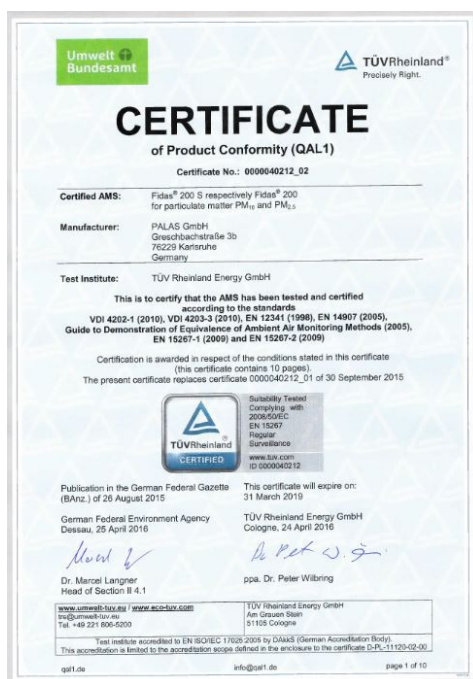 Umwelt
Bundesamt
TÜVRheinland®
Precisely Right.
CERTIFICATE
of Product Conformity (QAL1)
Certificate No.: 0000040212_02
Certified AMS: Fidas® 200 S respectively Fidas® 200
for particulate matter PM10 and PM2.5
Manufacturer: PALAS GmbH
Greschbachstraße 3b
76229 Karlsruhe
Germany
Test Institute: TÜV Rheinland Energy GmbH
This is to certify that the AMS has been tested and certified
according to the standards
VDI 4202-1 (2010), VDI 4203-3 (2010), EN 12341 (1998), EN 14907 (2005),
Guide to Demonstration of Equivalence of Ambient Air Monitoring Methods (2005),
EN 15267-1 (2009) and EN 15267-2 (2009)
Certification is awarded in respect of the conditions stated in this certificate
(this certificate contains 10 pages).
The present certificate replaces certificate 0000040212_01 of 30 September 2015
TÜVRheinland®
CERTIFIED
Suitability Tested
Complying with
2008/50/EC
EN 15267
Regular
Surveillance
www.tuv.com
ID 0000040212
Publication in the German Federal Gazette
(BAnz.) of 26 August 2015
This certificate will expire on:
31 March 2019
German Federal Environment Agency
Dessau, 25 April 2016
TÜV Rheinland Energy GmbH
Cologne, 24 April 2016
Dr. Marcel Langner
Head of Section II 4.1
ppa. Dr. Peter Wilbring
www.umwelt-tuv.eu / www.eco-tuv.com
tre@umwelt-tuv.eu
Tel. +49 221 806-5200
TÜV Rheinland Energy GmbH
Am Grauen Stein
51105 Cologne
Test institute accredited to EN ISO/IEC 17025:2005 by DAkkS (German Accreditation Body).
This accreditation is limited to the accreditation scope defined in the enclosure to the certificate D-PL-11120-02-00
qal1.de
info@qal1.de
page 1 of 10